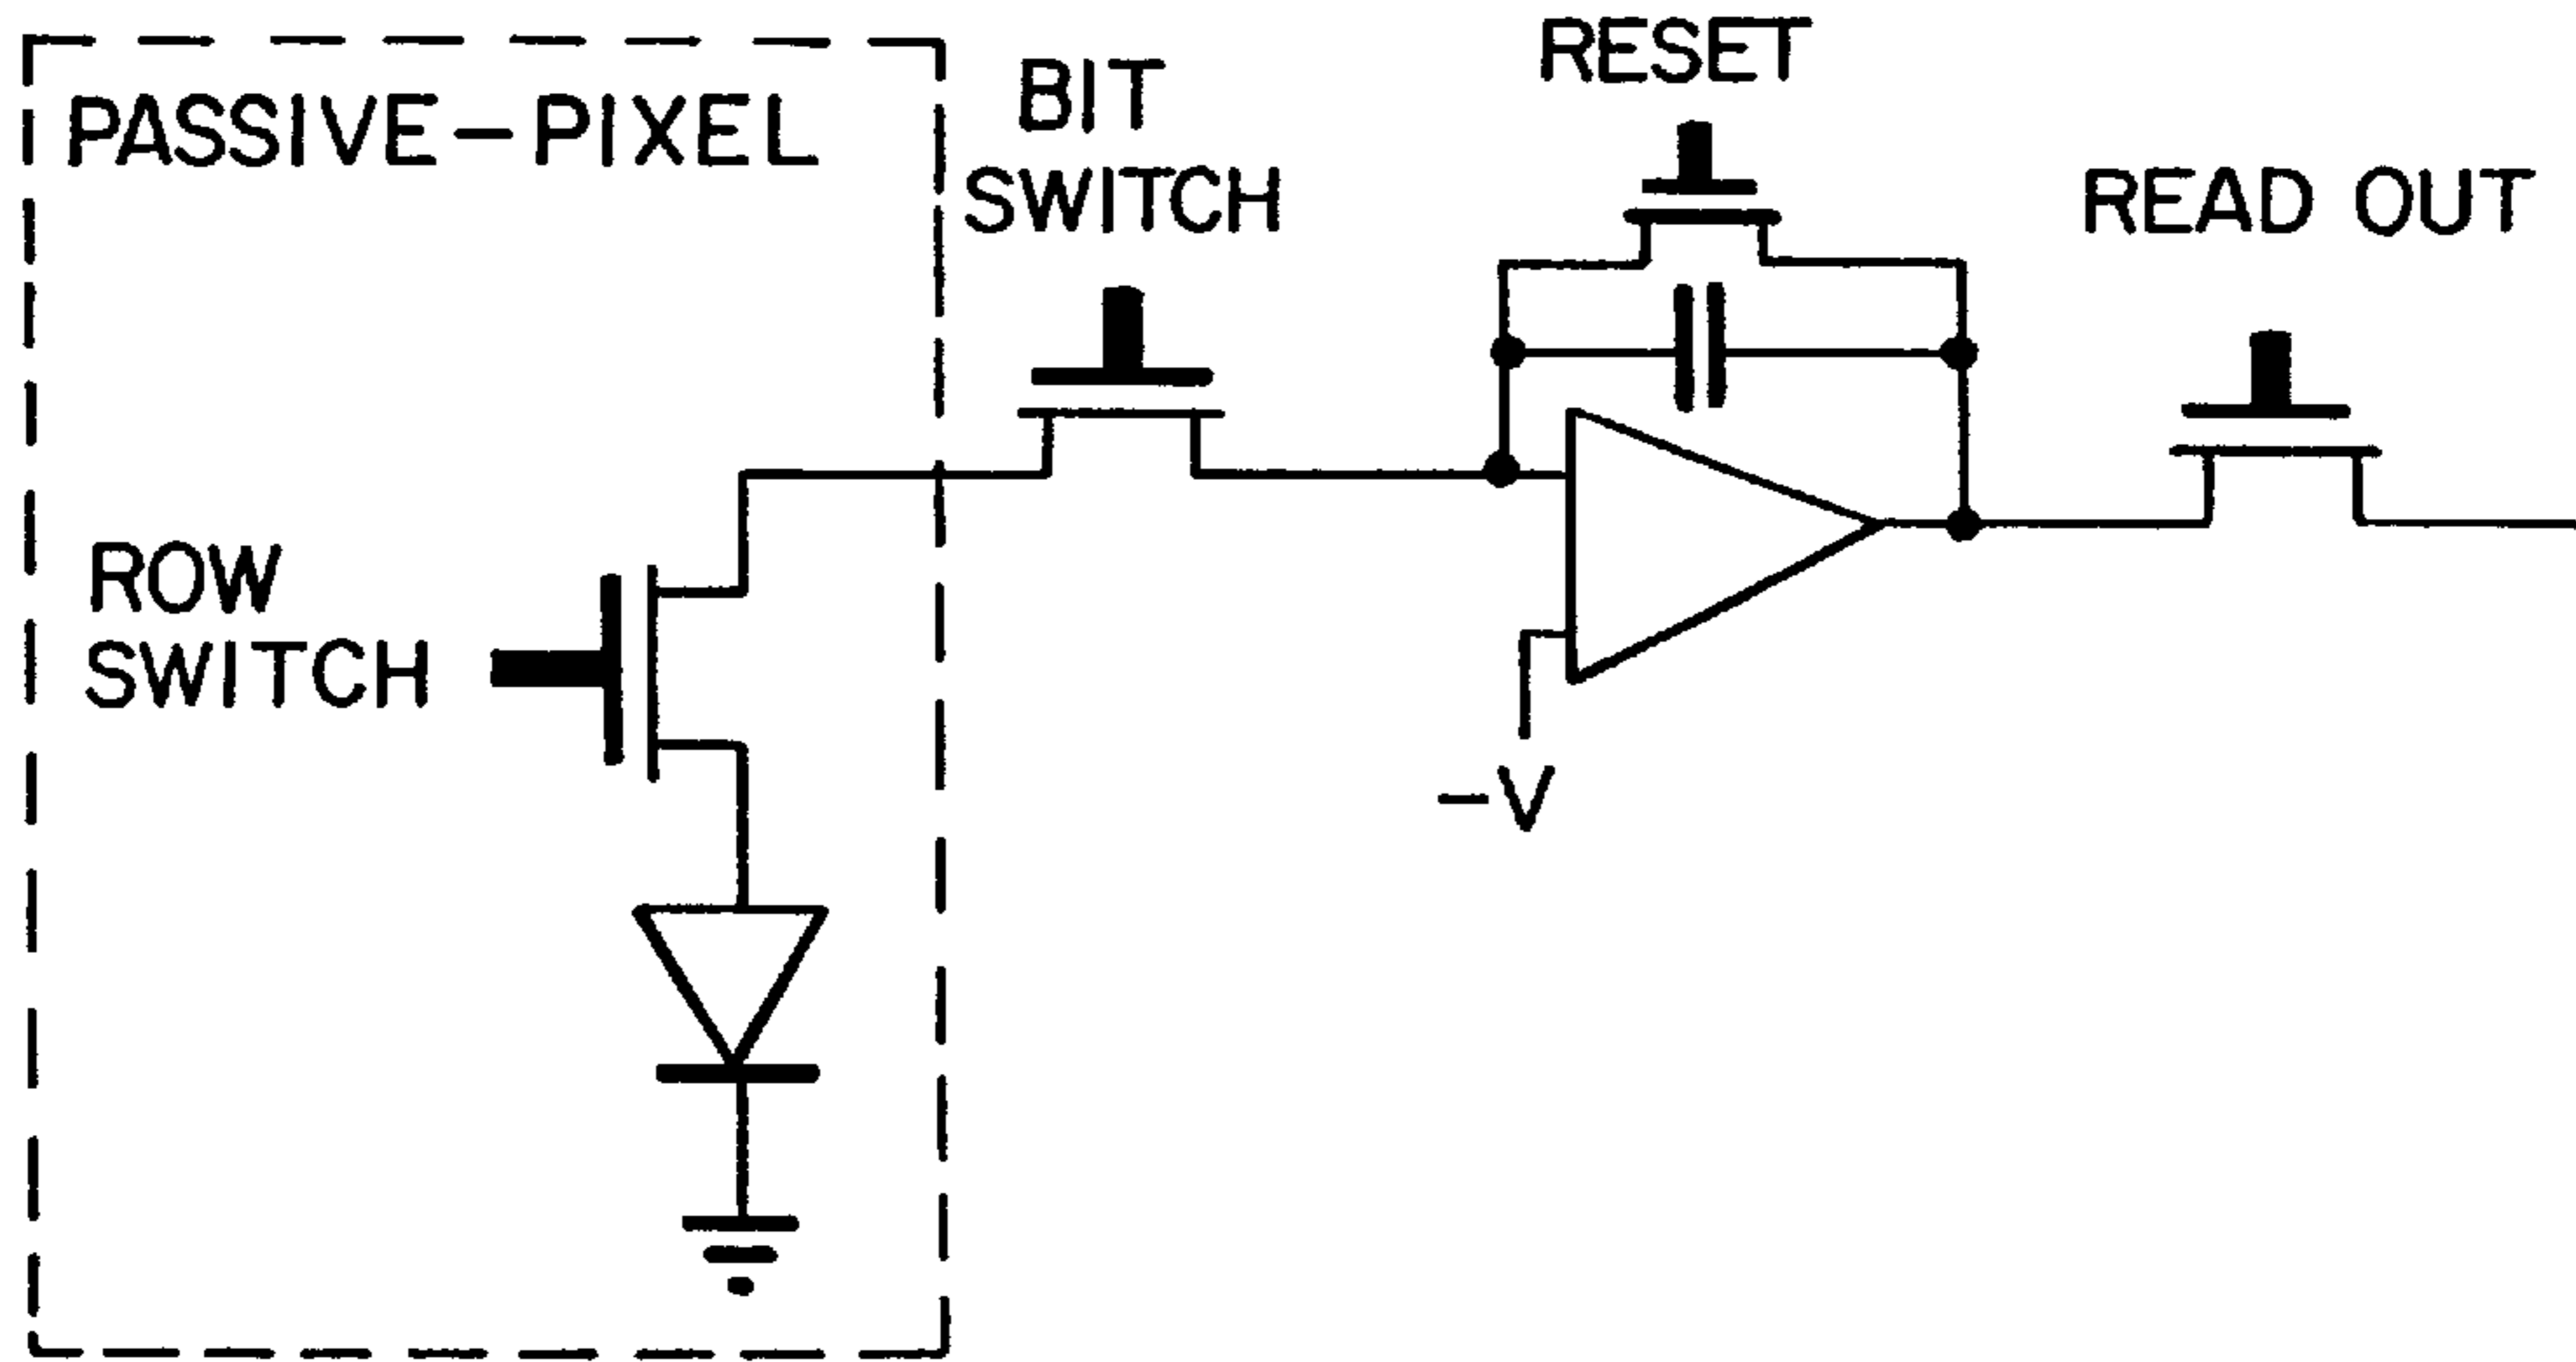 PASSIVE-PIXEL
BIT
SWITCH
RESET
READ OUT
ROW
SWITCH
-V